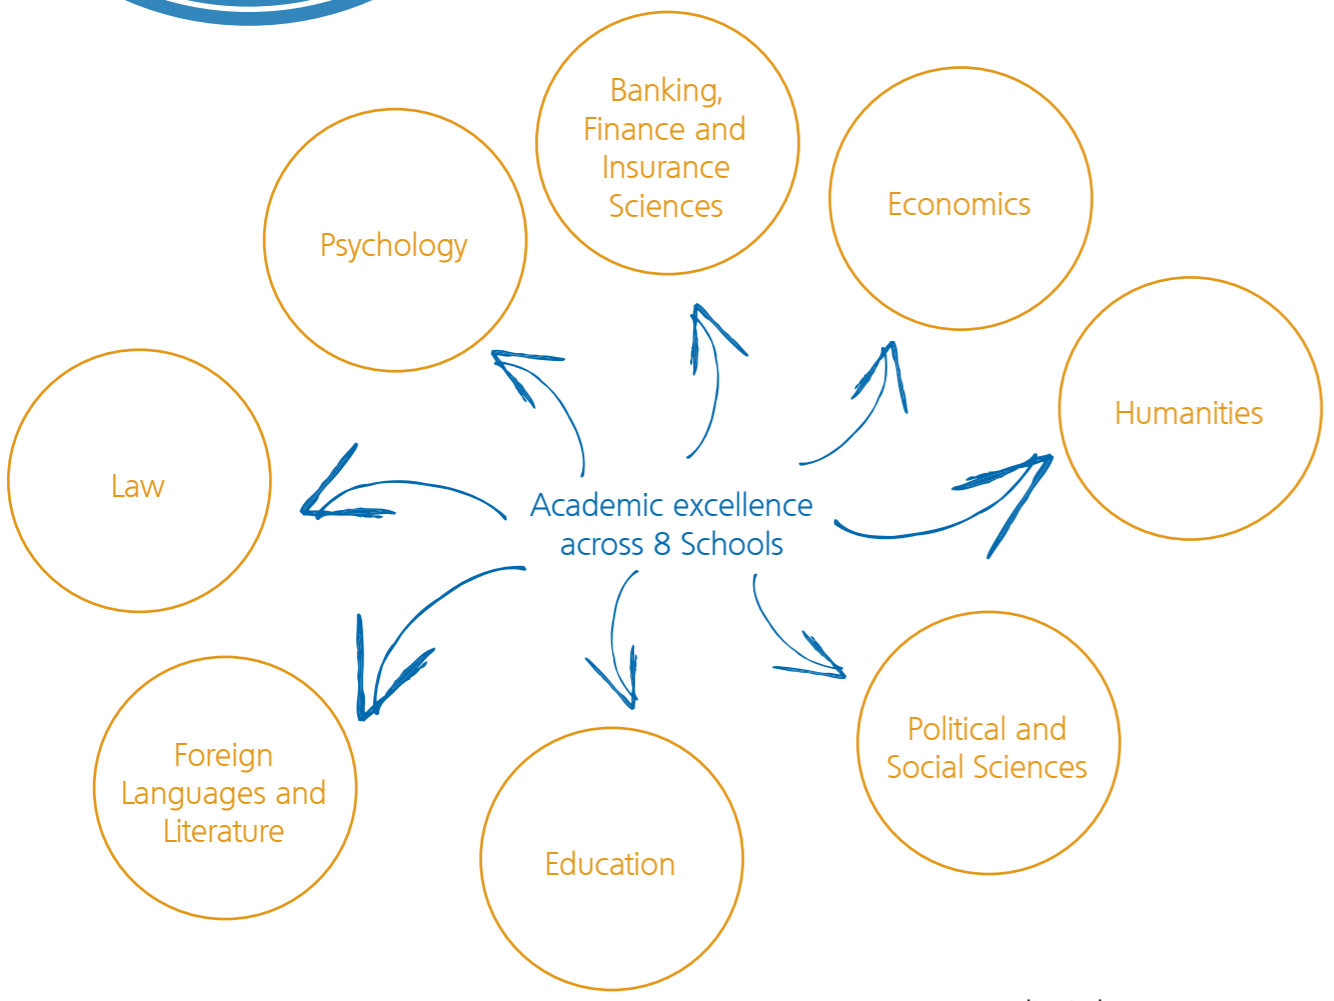 Banking,
Finance and
Insurance
Sciences
Economics
Psychology
Humanities
Law
Academic excellence
across 8 Schools
Political and
Social Sciences
Foreign
Languages and
Literature
Education